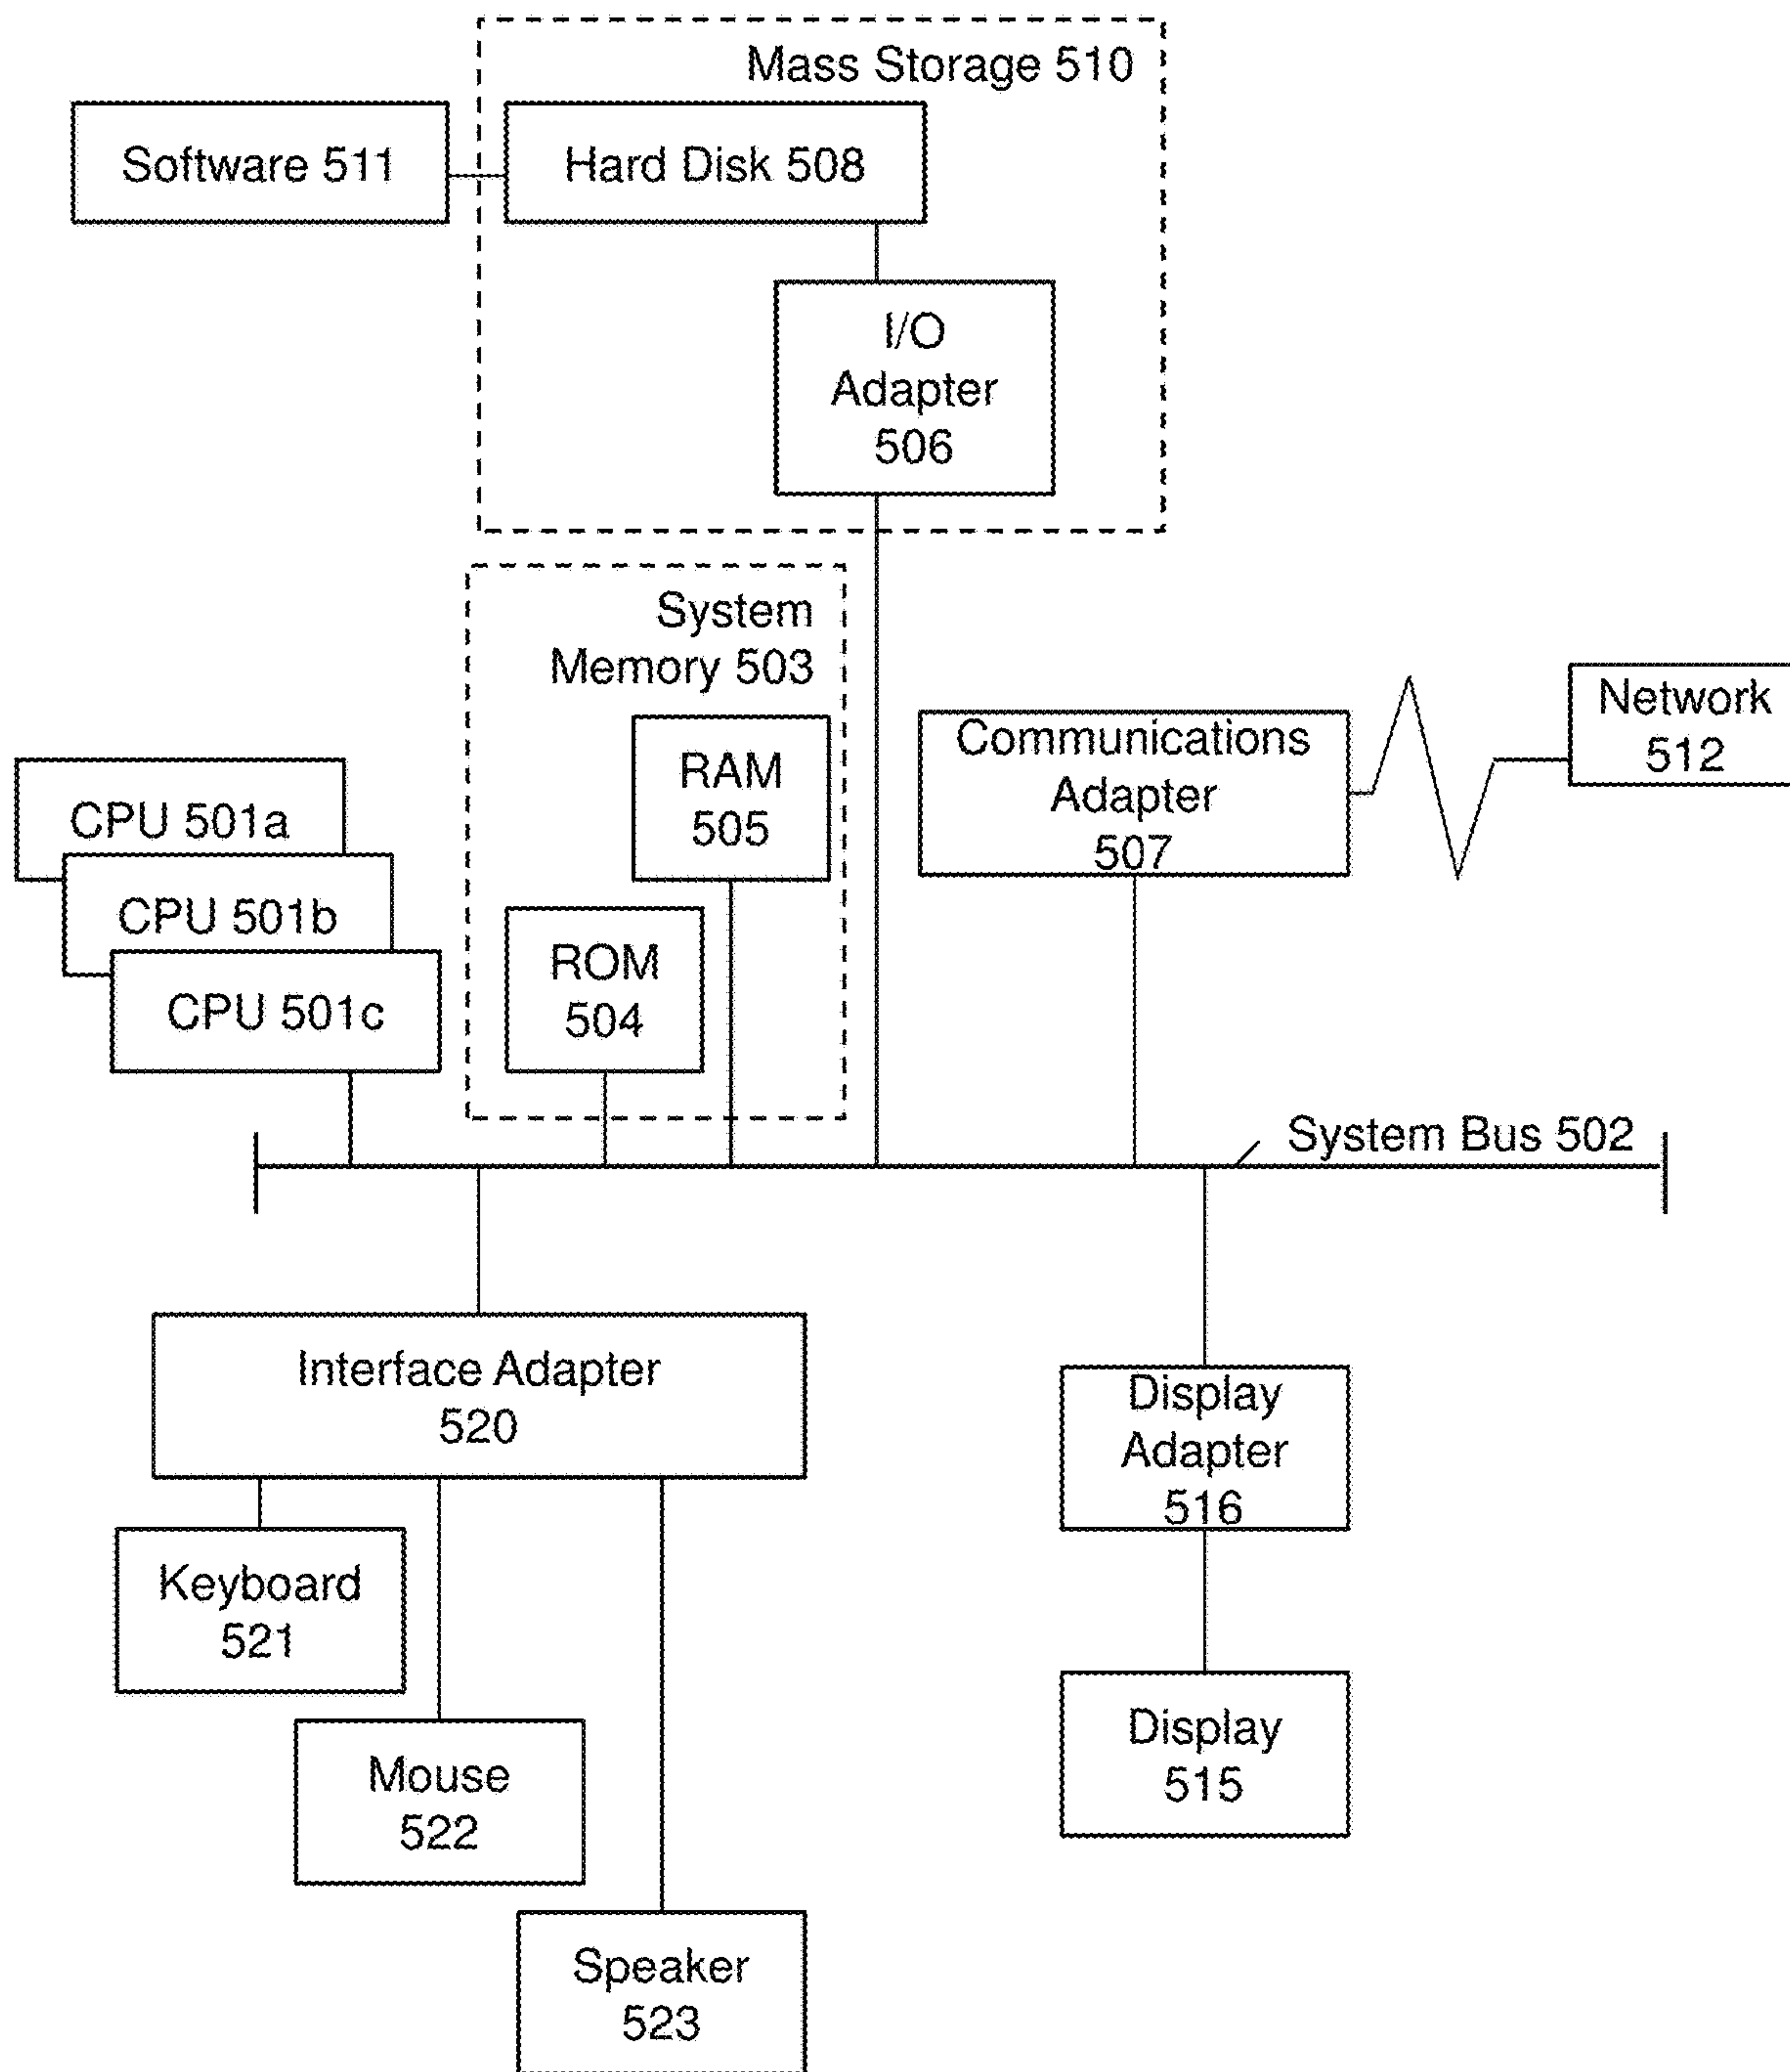 Mass Storage 510
Software 511
Hard Disk 508
I/O
Adapter
506
System
Memory 503
RAM
505
ROM
504
Communications
Adapter
507
Network
512
CPU 501a
CPU 501b
CPU 501c
System Bus 502
Interface Adapter
520
Display
Adapter
516
Keyboard
521
Mouse
522
Display
515
Speaker
523